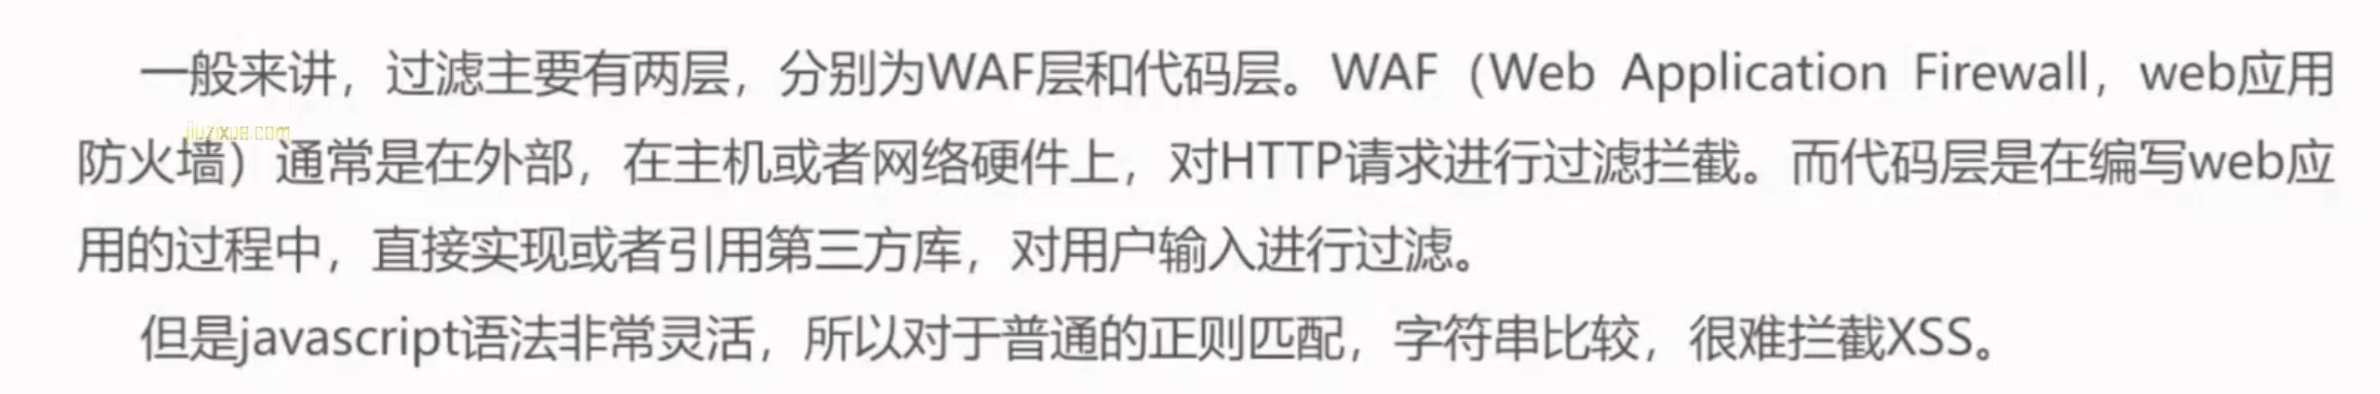 一般来讲，过滤主要有两层，分别为WAF层和代码层。WAF（Web Application Firewall，web应用
jiuzixue.com
防火墙）通常是在外部，在主机或者网络硬件上，对HTTP请求进行过滤拦截。而代码层是在编写web应
用的过程中，直接实现或者引用第三方库，对用户输入进行过滤。
但是javascript语法非常灵活，所以对于普通的正则匹配，字符串比较，很难拦截XSS。